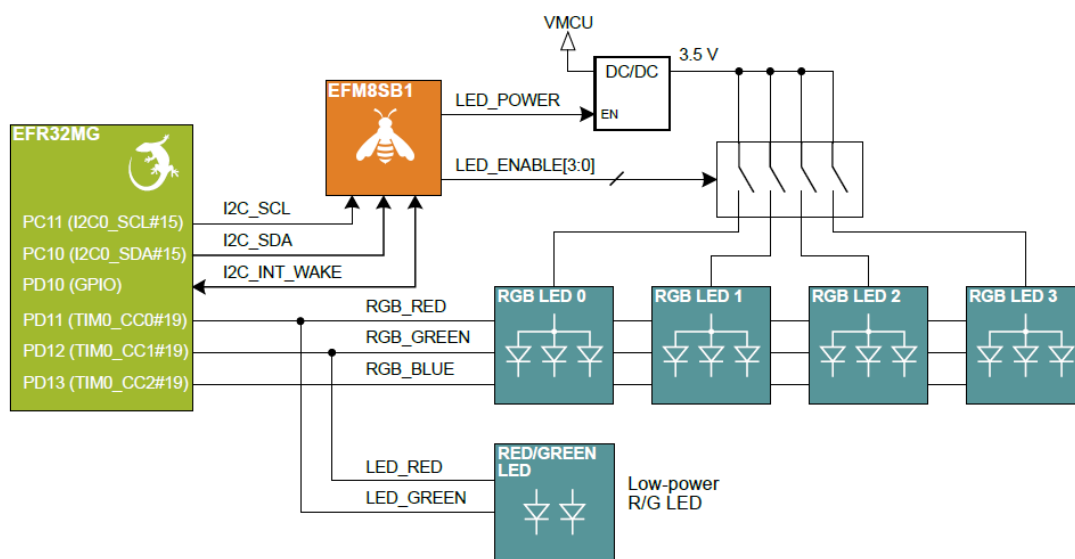 VMCU
DC/DC
3.5 V
EN
EFM8SB1
LED_POWER
LED_ENABLE[3:0]
EFR32MG
PC11 (I2C0_SCL#15)
I2C_SCL
PC10 (I2C0_SDA#15)
I2C_SDA
PD10 (GPIO)
I2C_INT_WAKE
PD11 (TIM0_CC0#19)
RGB_RED
PD12 (TIM0_CC1#19)
RGB_GREEN
PD13 (TIM0_CC2#19)
RGB_BLUE
RGB LED 0
RGB LED 1
RGB LED 2
RGB LED 3
RED/GREEN
LED
LED_RED
LED_GREEN
Low-power
R/G LED